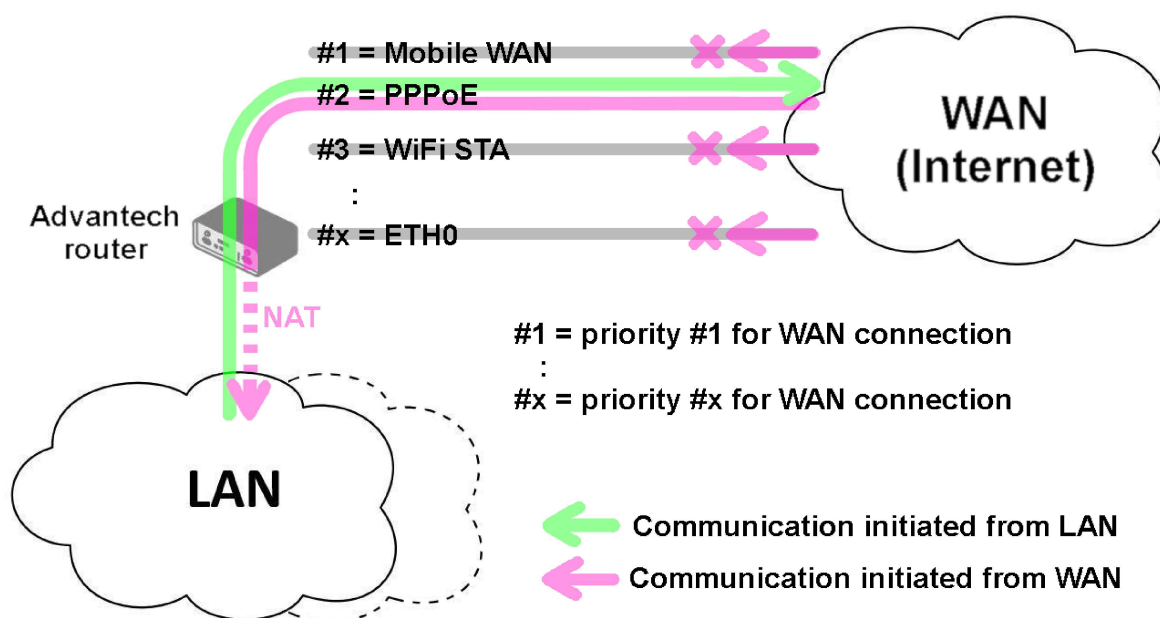 #1 = Mobile WAN
#2 = PPPoE
#3 = WiFi STA
:
#x = ETH0
WAN
(Internet)
Advantech
router
NAT
#1 = priority #1 for WAN connection
:
#x = priority #x for WAN connection
LAN
Communication initiated from LAN
Communication initiated from WAN